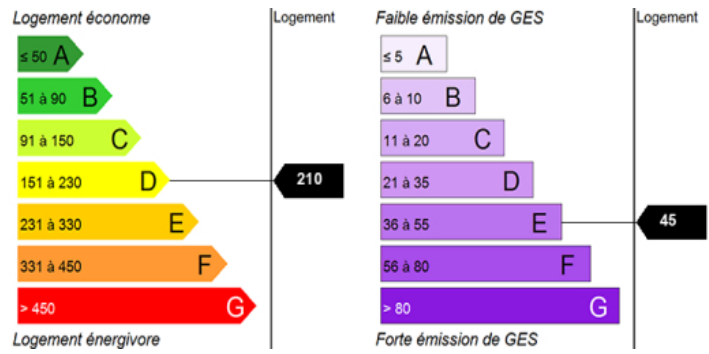 Logement économe
Logement
≤ 50 A
51 à 90 B
91 à 150 C
151 à 230 D
210
231 à 330 E
331 à 450 F
> 450 G
Logement énergivore
Faible émission de GES
Logement
≤ 5 A
6 à 10 B
11 à 20 C
21 à 35 D
36 à 55 E
45
56 à 80 F
> 80 G
Forte émission de GES